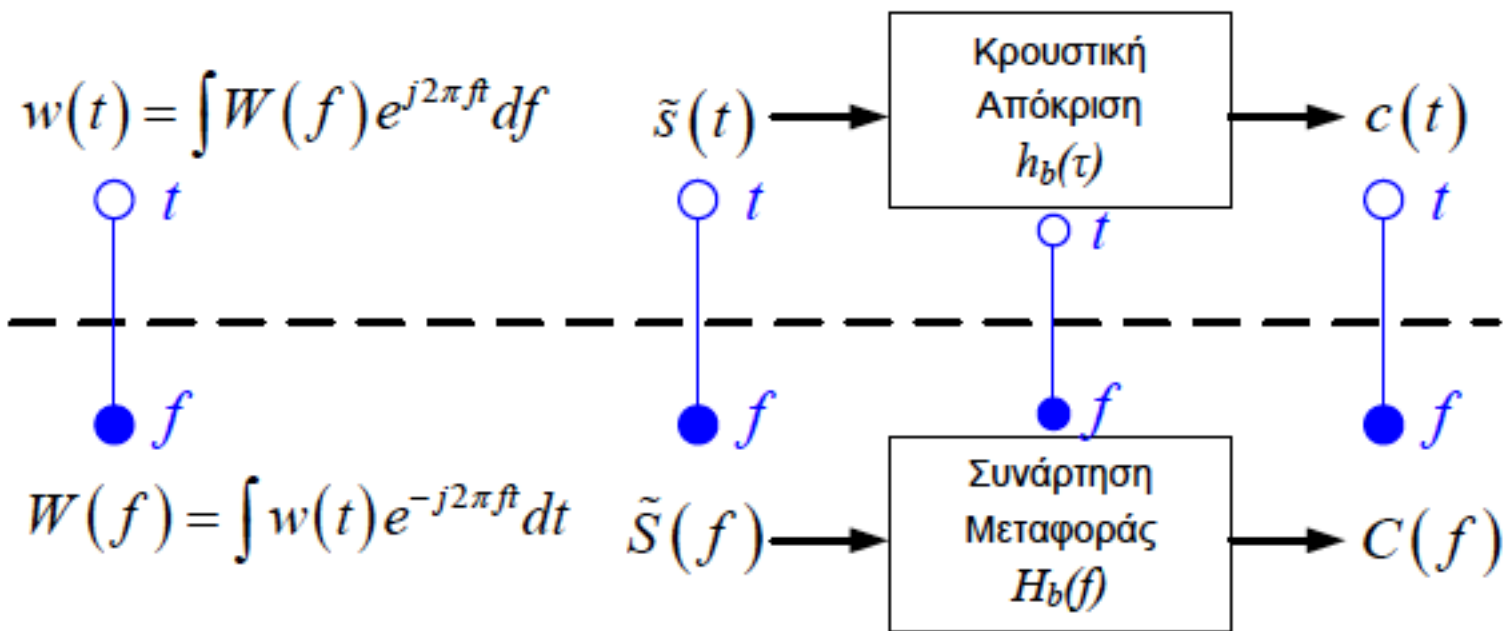 w(t) = ∫W(f)e^{j2πft}df
s̃(t)
Κρουστική
Απόκριση
h_b(τ)
c(t)
t
t
t
t
f
f
f
f
W(f) = ∫w(t)e^{-j2πft}dt
S̃(f)
Συνάρτηση
Μεταφοράς
H_b(f)
C(f)